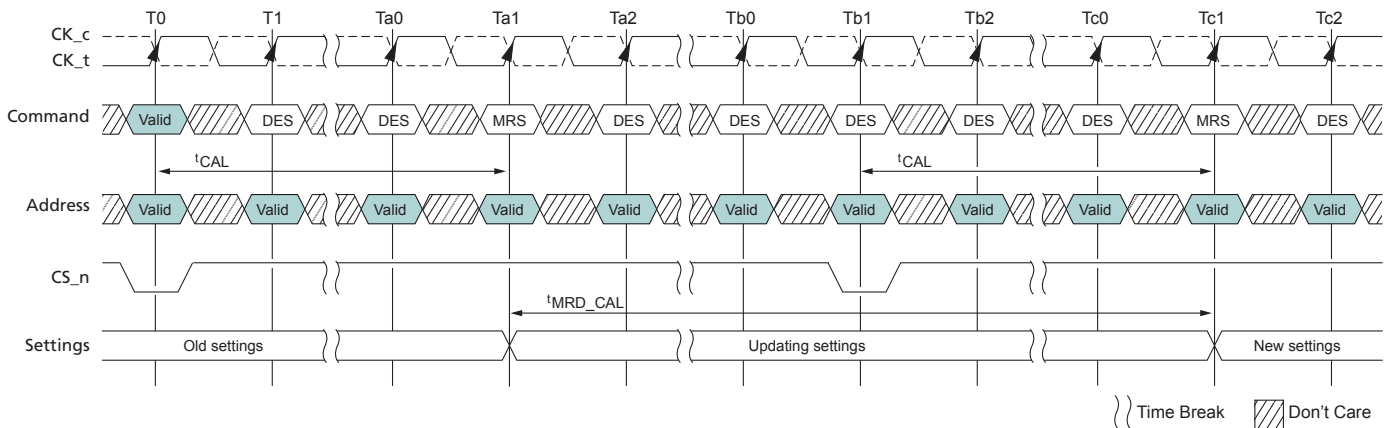 T0 T1 Ta0 Ta1 Ta2 Tb0 Tb1 Tb2 Tc0 Tc1 Tc2
CK_c
CK_t
Command Valid DES DES MRS DES DES DES DES DES MRS DES
tCAL tCAL
Address Valid Valid Valid Valid Valid Valid Valid Valid Valid Valid Valid
CS_n
tMRD_CAL
Settings Old settings Updating settings New settings
Time Break Don't Care